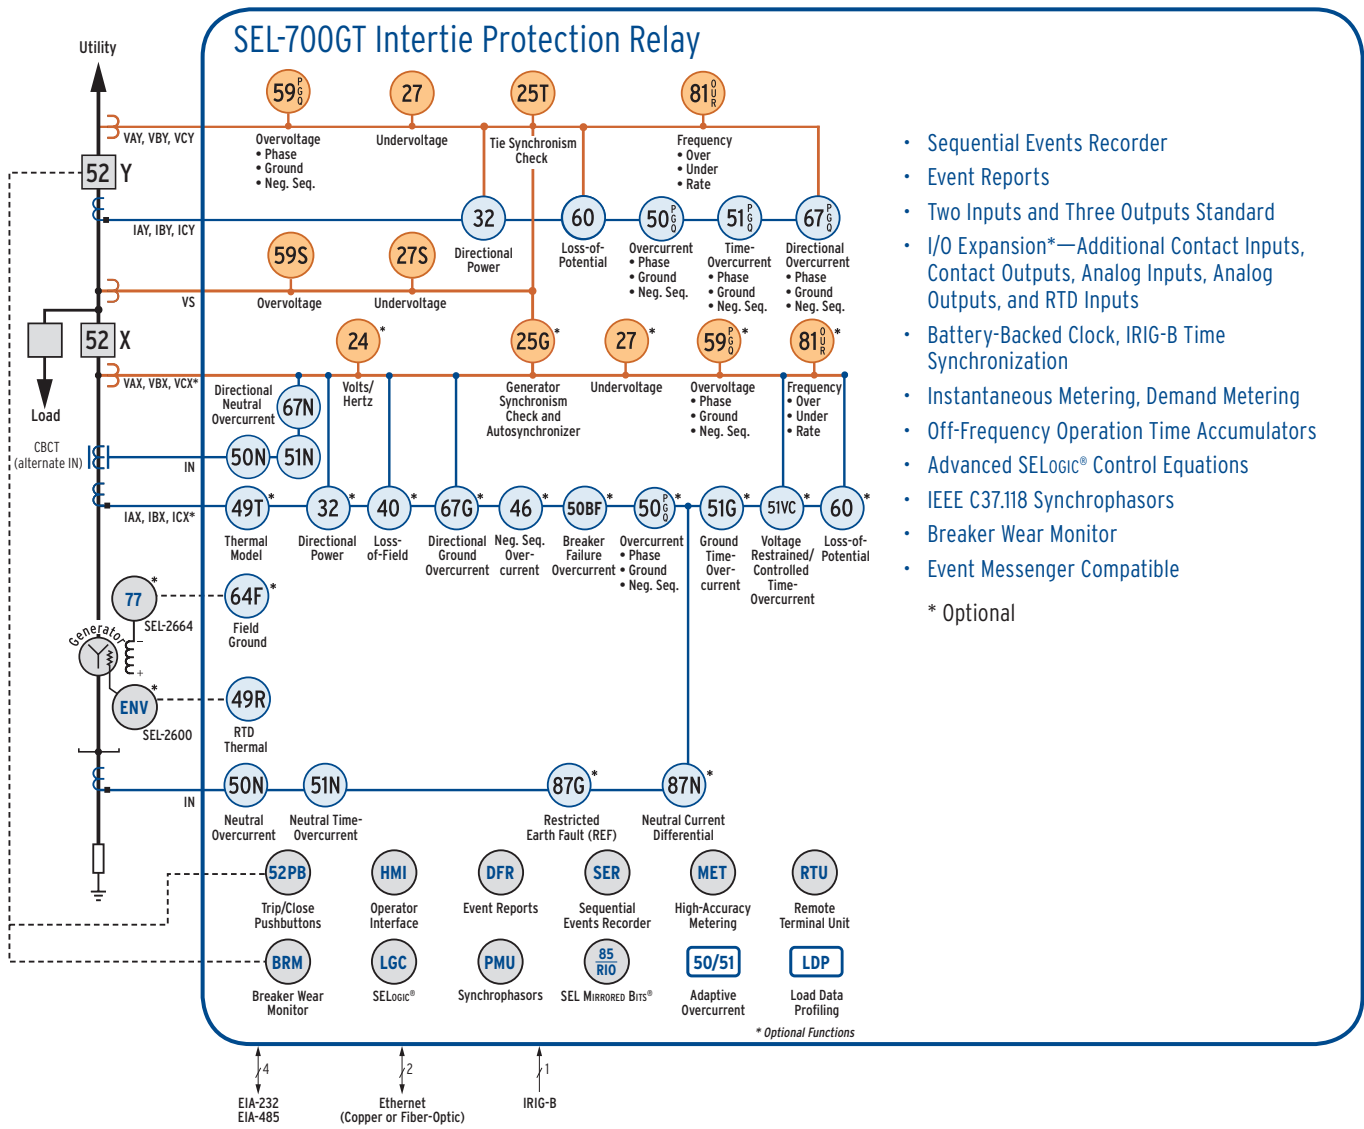 SEL-700GT Intertie Protection Relay
Utility
59 P G Q
27
25T
81 O U R
VAY, VBY, VCY
Overvoltage
• Phase
• Ground
• Neg. Seq.
Undervoltage
Tie Synchronism
Check
Frequency
• Over
• Under
• Rate
52 Y
IAY, IBY, ICY
32
60
50 P G Q
51 P G Q
67 P G Q
Directional
Power
Loss-of-
Potential
Overcurrent
• Phase
• Ground
• Neg. Seq.
Time-
Overcurrent
• Phase
• Ground
• Neg. Seq.
Directional
Overcurrent
• Phase
• Ground
• Neg. Seq.
59S
27S
VS
Overvoltage
Undervoltage
52 X
Load
24 *
25G *
27 *
59 P G Q *
81 O U R *
VAX, VBX, VCX*
Volts/
Hertz
Generator
Synchronism
Check and
Autosynchronizer
Undervoltage
Overvoltage
• Phase
• Ground
• Neg. Seq.
Frequency
• Over
• Under
• Rate
Directional
Neutral
Overcurrent
67N
CBCT
(alternate IN)
IN
50N
51N
IAX, IBX, ICX*
49T *
32 *
40 *
67G *
46 *
50BF *
50 P G Q *
51G *
51VC *
60 *
Thermal
Model
Directional
Power
Loss-
of-Field
Directional
Ground
Overcurrent
Neg. Seq.
Over-
current
Breaker
Failure
Overcurrent
Overcurrent
• Phase
• Ground
• Neg. Seq.
Ground
Time-
Over-
current
Voltage
Restrained/
Controlled
Time-
Overcurrent
Loss-of-
Potential
77 *
SEL-2664
64F *
Field
Ground
Generator
− +
ENV *
SEL-2600
49R
RTD
Thermal
IN
50N
51N
87G *
87N *
Neutral
Overcurrent
Neutral Time-
Overcurrent
Restricted
Earth Fault (REF)
Neutral Current
Differential
52PB
HMI
DFR
SER
MET
RTU
Trip/Close
Pushbuttons
Operator
Interface
Event Reports
Sequential
Events Recorder
High-Accuracy
Metering
Remote
Terminal Unit
BRM
LGC
PMU
85
RIO
50/51
LDP
Breaker Wear
Monitor
SELOGIC®
Synchrophasors
SEL MIRRORED BITS®
Adaptive
Overcurrent
Load Data
Profiling
* Optional Functions
4
2
1
EIA-232
EIA-485
Ethernet
(Copper or Fiber-Optic)
IRIG-B
• Sequential Events Recorder
• Event Reports
• Two Inputs and Three Outputs Standard
• I/O Expansion*—Additional Contact Inputs,
Contact Outputs, Analog Inputs, Analog
Outputs, and RTD Inputs
• Battery-Backed Clock, IRIG-B Time
Synchronization
• Instantaneous Metering, Demand Metering
• Off-Frequency Operation Time Accumulators
• Advanced SELOGIC® Control Equations
• IEEE C37.118 Synchrophasors
• Breaker Wear Monitor
• Event Messenger Compatible
* Optional